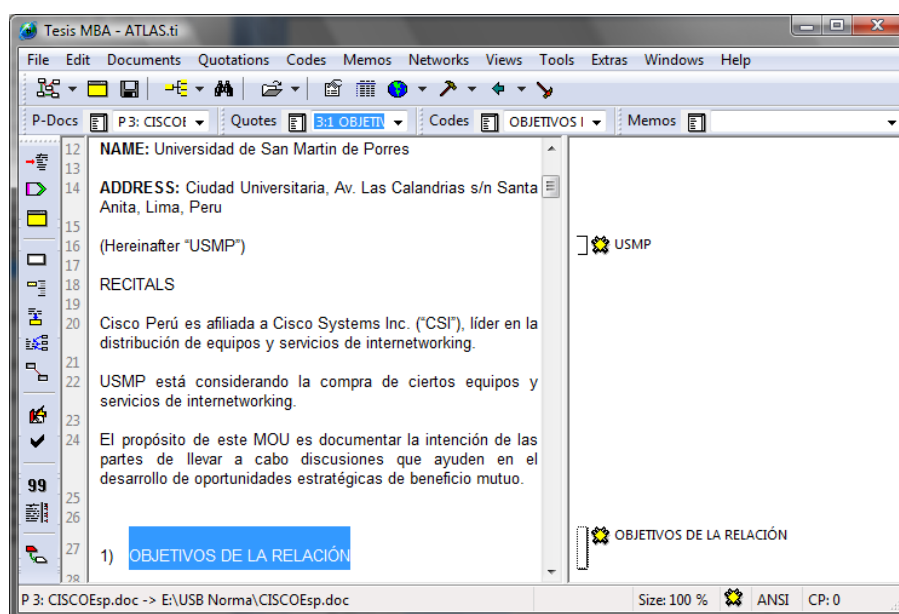 Tesis MBA - ATLAS.ti
File Edit Documents Quotations Codes Memos Networks Views Tools Extras Windows Help
P-Docs P 3: CISCOE Quotes 3:1 OBJETIV Codes OBJETIVOS I Memos
12 NAME: Universidad de San Martin de Porres
13
14 ADDRESS: Ciudad Universitaria, Av. Las Calandrias s/n Santa
Anita, Lima, Peru
15
16 (Hereinafter “USMP”) USMP
17
18 RECITALS
19
20 Cisco Perú es afiliada a Cisco Systems Inc. (“CSI”), líder en la
distribución de equipos y servicios de internetworking.
21
22 USMP está considerando la compra de ciertos equipos y
servicios de internetworking.
23
24 El propósito de este MOU es documentar la intención de las
partes de llevar a cabo discusiones que ayuden en el
desarrollo de oportunidades estratégicas de beneficio mutuo.
25
26
OBJETIVOS DE LA RELACIÓN
27 1) OBJETIVOS DE LA RELACIÓN
28
99
P 3: CISCOEsp.doc -> E:\USB Norma\CISCOEsp.doc Size: 100 % ANSI CP: 0